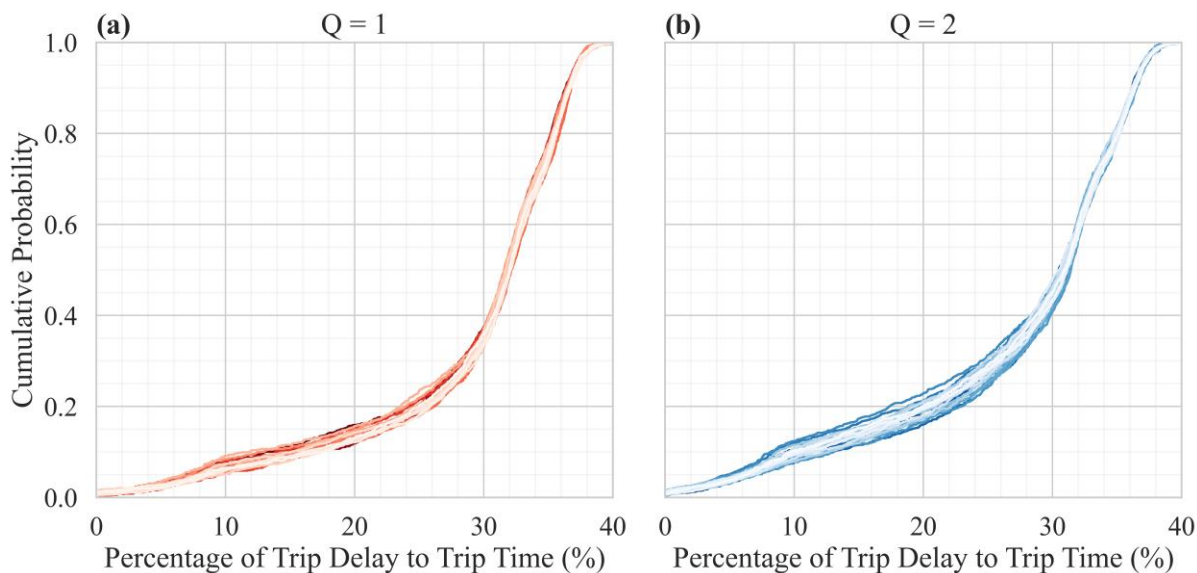 (a) Q = 1
(b) Q = 2
Cumulative Probability
1.0
0.8
0.6
0.4
0.2
0.0
0 10 20 30 40
0 10 20 30 40
Percentage of Trip Delay to Trip Time (%)
Percentage of Trip Delay to Trip Time (%)